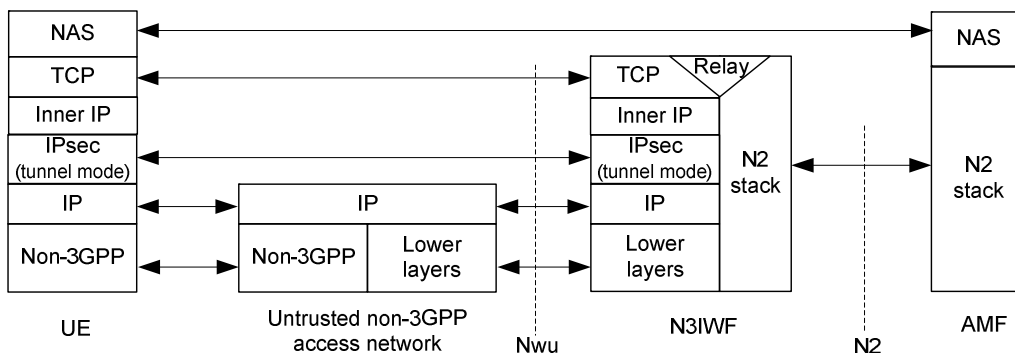 NAS
TCP
Inner IP
IPsec
(tunnel mode)
IP
Non-3GPP
UE
IP
Non-3GPP
Lower
layers
Untrusted non-3GPP
access network
Nwu
TCP
Relay
Inner IP
IPsec
(tunnel mode)
IP
Lower
layers
N2
stack
N3IWF
N2
NAS
N2
stack
AMF